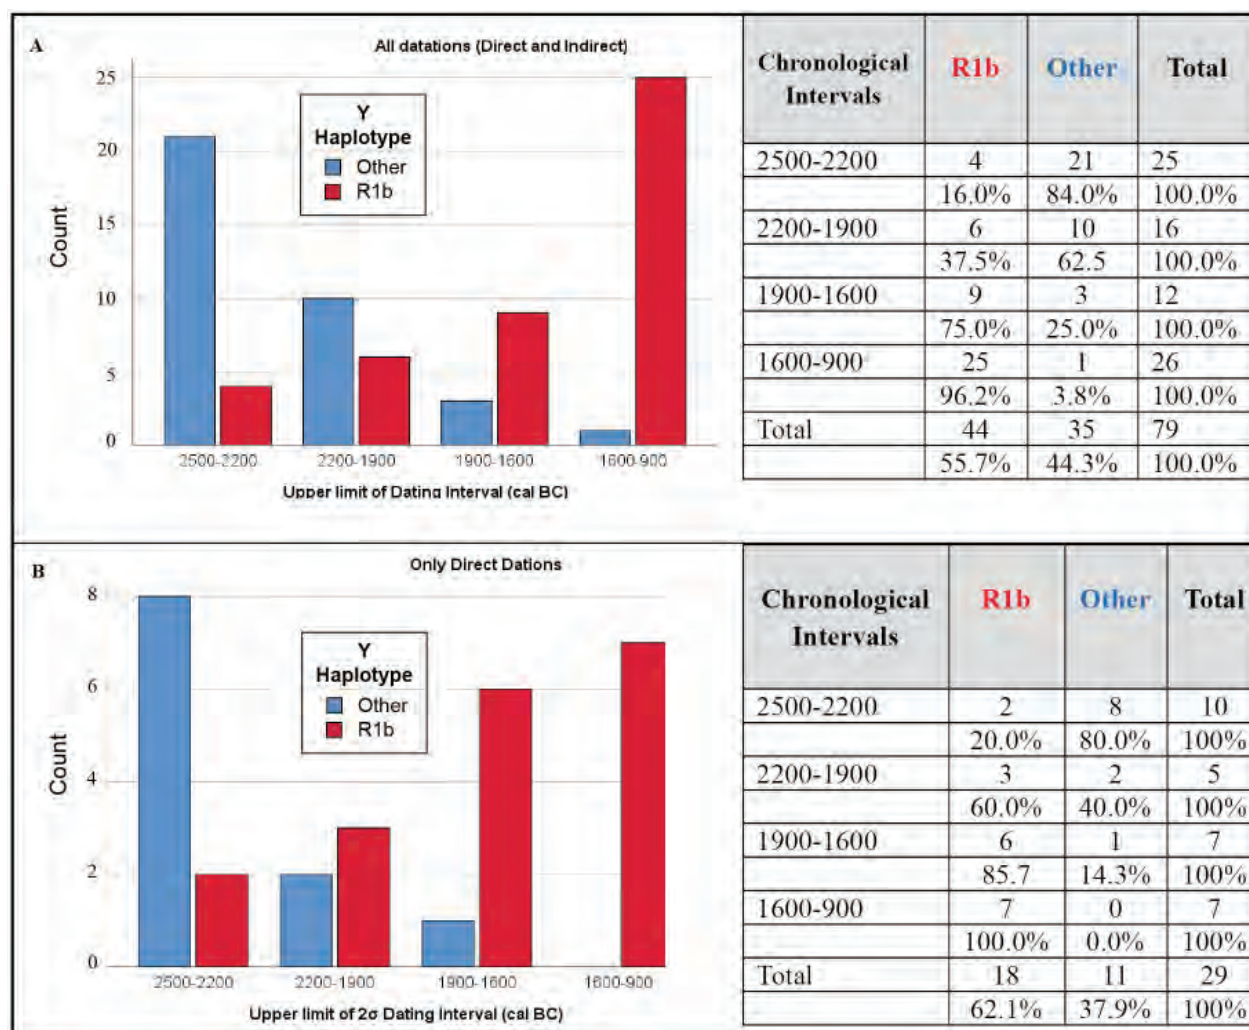 A
All datations (Direct and Indirect)
25
20
15
10
5
0
Count
Y
Haplotype
Other
R1b
2500-2200
2200-1900
1900-1600
1600-900
Upper limit of Dating Interval (cal BC)
Chronological Intervals R1b Other Total
2500-2200 4 21 25
16.0% 84.0% 100.0%
2200-1900 6 10 16
37.5% 62.5 100.0%
1900-1600 9 3 12
75.0% 25.0% 100.0%
1600-900 25 1 26
96.2% 3.8% 100.0%
Total 44 35 79
55.7% 44.3% 100.0%
B
Only Direct Dations
8
6
4
2
0
Count
Y
Haplotype
Other
R1b
2500-2200
2200-1900
1900-1600
1600-900
Upper limit of 2σ Dating Interval (cal BC)
Chronological Intervals R1b Other Total
2500-2200 2 8 10
20.0% 80.0% 100%
2200-1900 3 2 5
60.0% 40.0% 100%
1900-1600 6 1 7
85.7 14.3% 100%
1600-900 7 0 7
100.0% 0.0% 100%
Total 18 11 29
62.1% 37.9% 100%